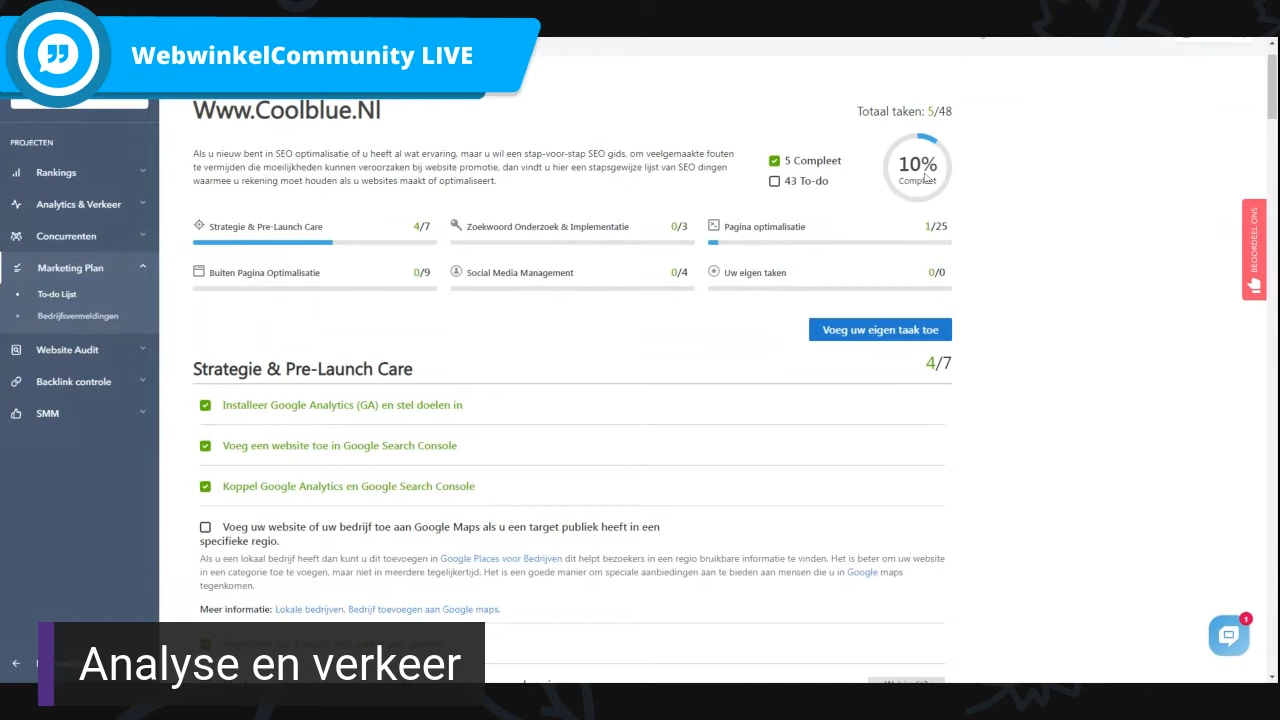 WebwinkelCommunity LIVE
Www.Coolblue.Nl
Totaal taken: 5/48
Als u nieuw bent in SEO optimalisatie of u heeft al wat ervaring, maar u wil een stap-voor-stap SEO gids, om veelgemaakte fouten
te vermijden die moeilijkheden kunnen veroorzaken bij website promotie, dan vindt u hier een stapsgewijze lijst van SEO dingen
waarmee u rekening moet houden als u websites maakt of optimaliseert.
5 Compleet
43 To-do
10%
Compleet
PROJECTEN
Rankings
Analytics & Verkeer
Concurrenten
Marketing Plan
To-do Lijst
Bedrijfsvermeldingen
Website Audit
Backlink controle
SMM
Strategie & Pre-Launch Care 4/7
Zoekwoord Onderzoek & Implementatie 0/3
Pagina optimalisatie 1/25
Buiten Pagina Optimalisatie 0/9
Social Media Management 0/4
Uw eigen taken 0/0
BEOORDEEL ONS
Voeg uw eigen taak toe
Strategie & Pre-Launch Care 4/7
Installeer Google Analytics (GA) en stel doelen in
Voeg een website toe in Google Search Console
Koppel Google Analytics en Google Search Console
Voeg uw website of uw bedrijf toe aan Google Maps als u een target publiek heeft in een
specifieke regio.
Als u een lokaal bedrijf heeft dan kunt u dit toevoegen in Google Places voor Bedrijven dit helpt bezoekers in een regio bruikbare informatie te vinden. Het is beter om uw website
in een categorie toe te voegen, maar niet in meerdere tegelijkertijd. Het is een goede manier om speciale aanbiedingen aan te bieden aan mensen die u in Google maps
tegenkomen.
Meer informatie: Lokale bedrijven, Bedrijf toevoegen aan Google maps.
1
Analyse en verkeer